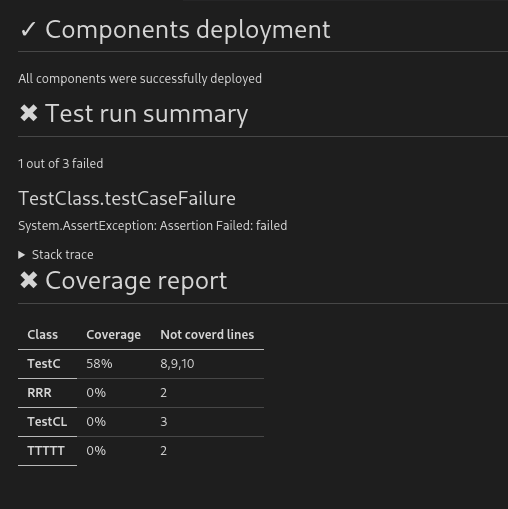 ✓ Components deployment
All components were successfully deployed
✖ Test run summary
1 out of 3 failed
TestClass.testCaseFailure
System.AssertException: Assertion Failed: failed
▶ Stack trace
✖ Coverage report
Class Coverage Not coverd lines
TestC 58% 8,9,10
RRR 0% 2
TestCL 0% 3
TTTTT 0% 2